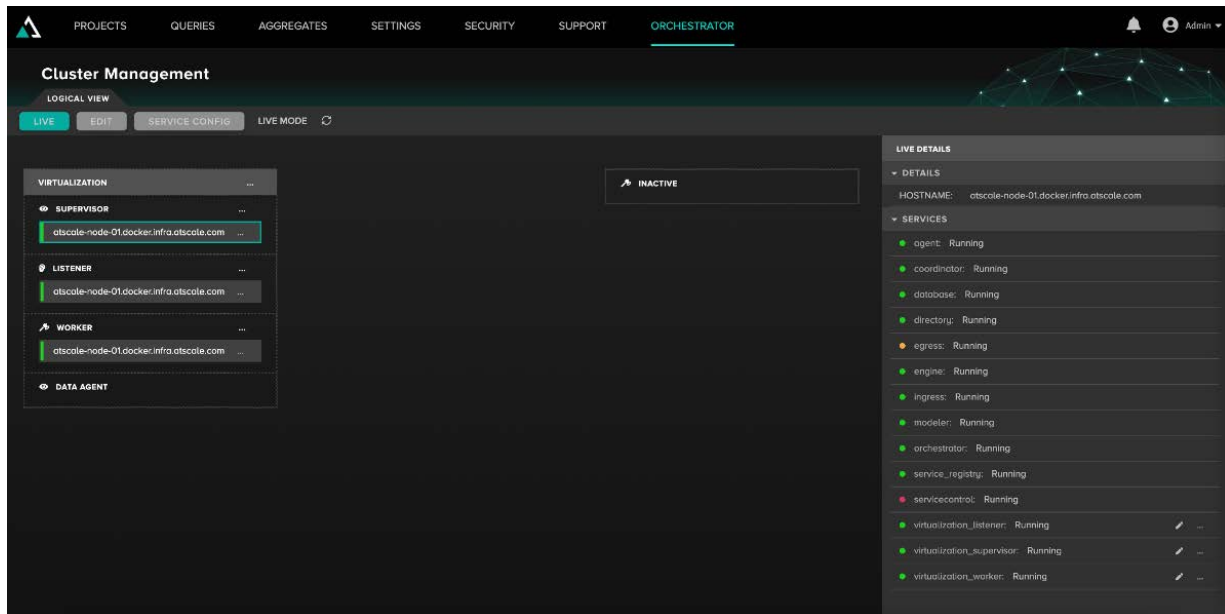 PROJECTS QUERIES AGGREGATES SETTINGS SECURITY SUPPORT ORCHESTRATOR Admin
Cluster Management
LOGICAL VIEW
LIVE EDIT SERVICE CONFIG LIVE MODE
VIRTUALIZATION ...
SUPERVISOR ...
atscale-node-01.docker.infra.atscale.com ...
LISTENER ...
atscale-node-01.docker.infra.atscale.com ...
WORKER ...
atscale-node-01.docker.infra.atscale.com ...
DATA AGENT
INACTIVE
LIVE DETAILS
DETAILS
HOSTNAME: atscale-node-01.docker.infra.atscale.com
SERVICES
agent: Running
coordinator: Running
database: Running
directory: Running
egress: Running
engine: Running
ingress: Running
modeler: Running
orchestrator: Running
service_registry: Running
servicecontrol: Running
virtualization_listener: Running ...
virtualization_supervisor: Running ...
virtualization_worker: Running ...